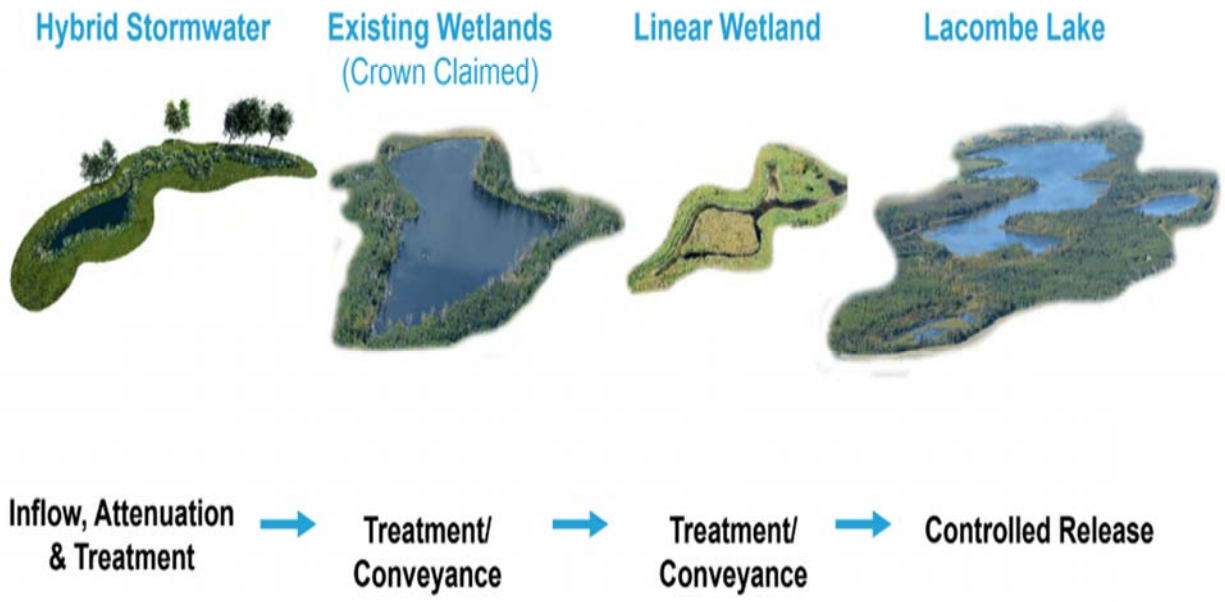 Hybrid Stormwater
Existing Wetlands
(Crown Claimed)
Linear Wetland
Lacombe Lake
Inflow, Attenuation
& Treatment
Treatment/
Conveyance
Treatment/
Conveyance
Controlled Release